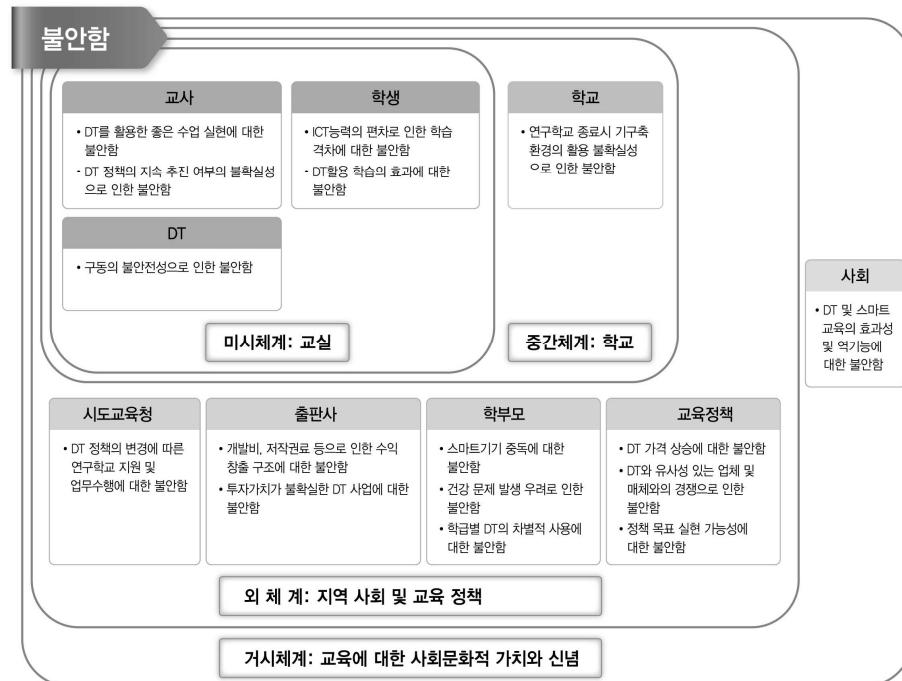 불안함
교사
• DT를 활용한 좋은 수업 실현에 대한
불안함
- DT 정책의 지속 추진 여부의 불확실성
으로 인한 불안함
학생
• ICT능력의 편차로 인한 학습
격차에 대한 불안함
- DT할용 학습의 효과에 대한
불안함
학교
• 연구학교 종료시 기구축
환경의 활용 불확실성
으로 인한 불안함
DT
• 구동의 불안전성으로 인한 불안함
미시체계: 교실
중간체계: 학교
사회
• DT 및 스마트
교육의 효과성
및 역기능에
대한 불안함
시도교육청
• DT 정책의 변경에 따른
연구학교 지원 및
업무수행에 대한 불안함
출판사
• 개발비, 저작권료 등으로 인한 수익
창출 구조에 대한 불안함
• 투자가치가 불확실한 DT 사업에 대한
불안함
학부모
• 스마트기기 중독에 대한
불안함
• 건강 문제 발생 우려로 인한
불안함
• 학급별 DT의 차별적 사용에
대한 불안함
교육정책
• DT 가격 상승에 대한 불안함
• DT와 유사성 있는 업체 및
매체와의 경쟁으로 인한
불안함
• 정책 목표 실현 가능성에
대한 불안함
외 체 계: 지역 사회 및 교육 정책
거시체계: 교육에 대한 사회문화적 가치와 신념